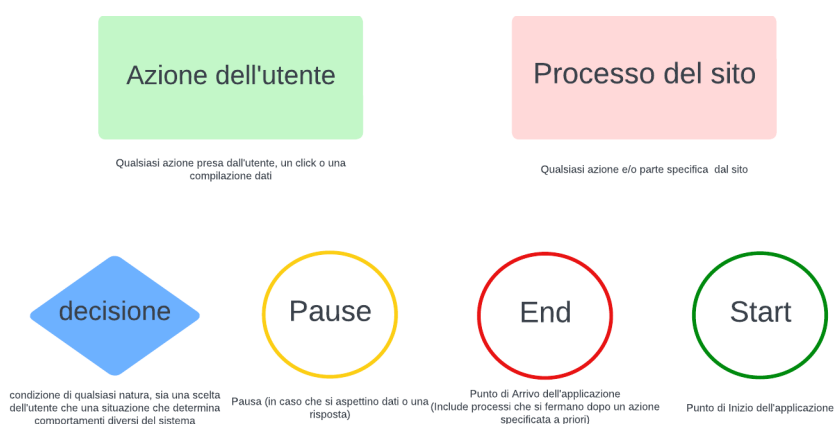 Azione dell'utente
Processo del sito
Qualsiasi azione presa dall'utente, un click o una
compilazione dati
Qualsiasi azione e/o parte specifica  dal sito
decisione
Pause
End
Start
condizione di qualsiasi natura, sia una scelta
dell'utente che una situazione che determina
comportamenti diversi del sistema
Pausa (in caso che si aspettino dati o una
risposta)
Punto di Arrivo dell'applicazione
(Include processi che si fermano dopo un azione
specificata a priori)
Punto di Inizio dell'applicazione